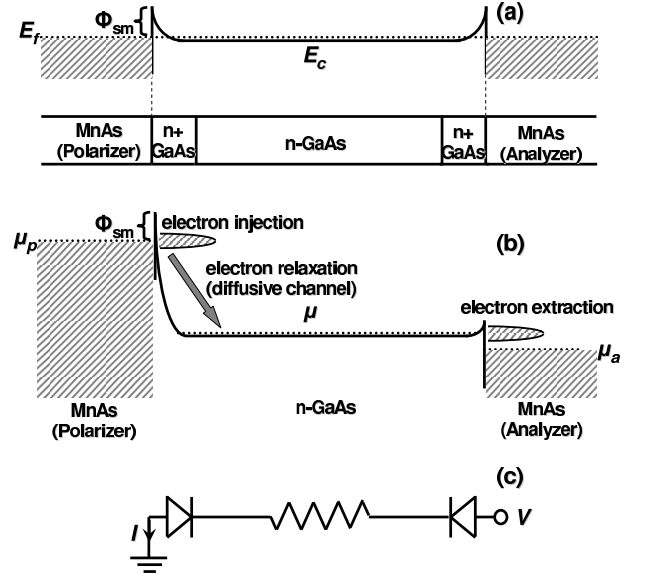 (a)
Φsm
Ef
Ec
MnAs
(Polarizer)
n+
GaAs
n-GaAs
n+
GaAs
MnAs
(Analyzer)
Φsm
electron injection
(b)
μp
electron relaxation
(diffusive channel)
μ
electron extraction
μa
MnAs
(Polarizer)
n-GaAs
MnAs
(Analyzer)
(c)
I
V